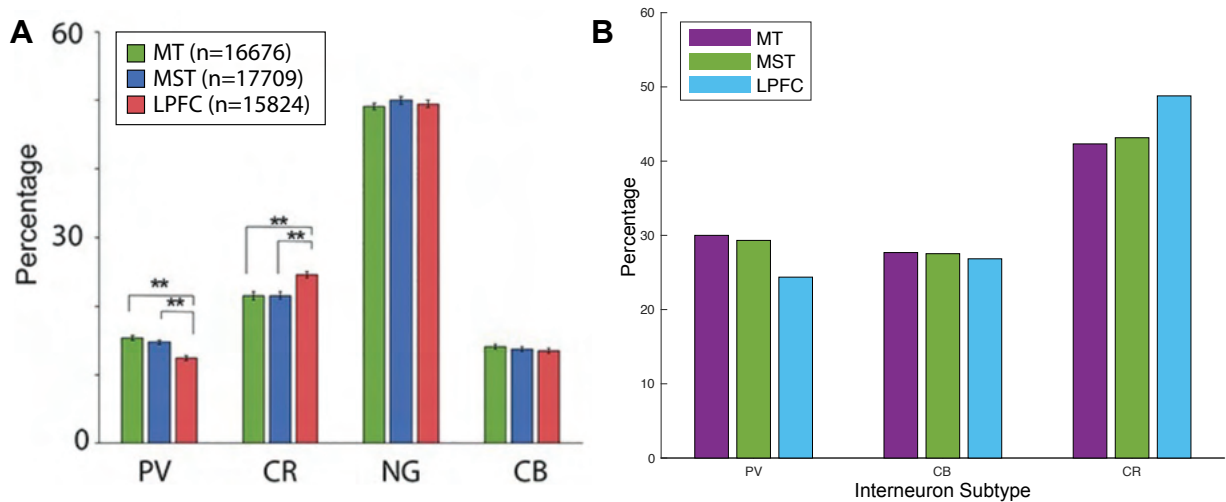 A
Percentage
60
30
0
MT (n=16676)
MST (n=17709)
LPFC (n=15824)
**
**
**
**
PV
CR
NG
CB
B
Percentage
60
50
40
30
20
10
0
MT
MST
LPFC
PV
CB
CR
Interneuron Subtype